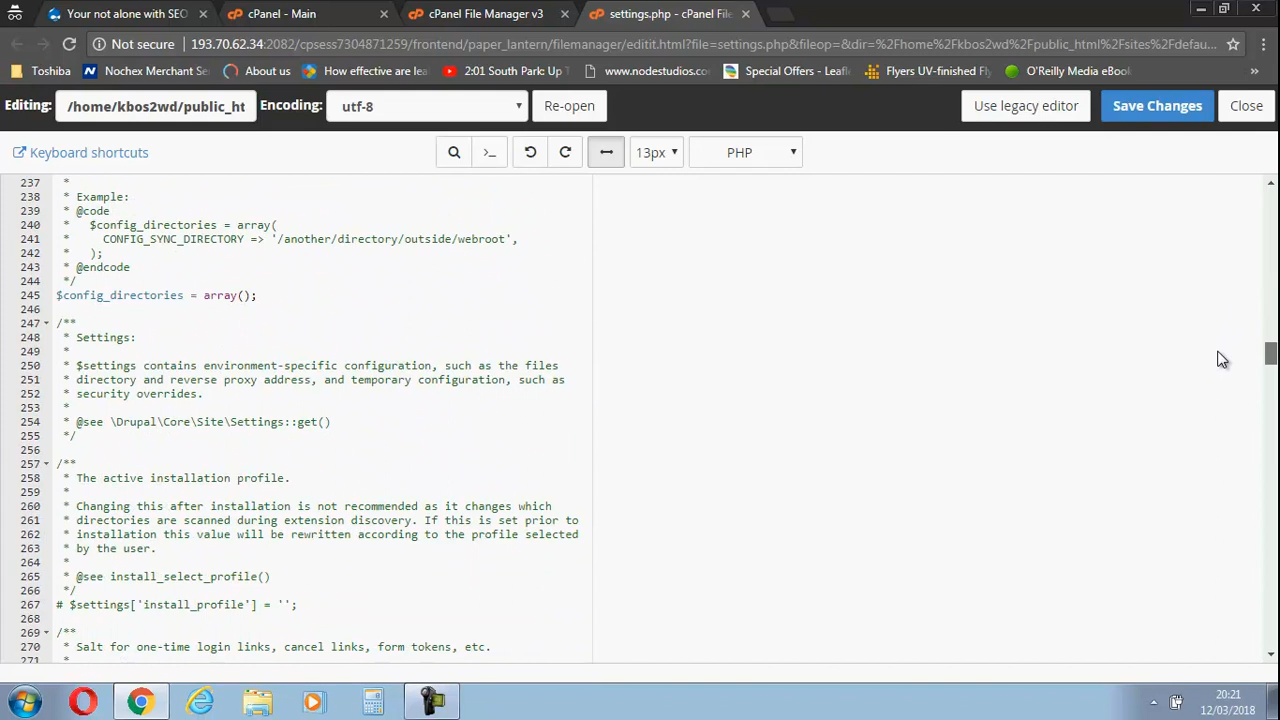 Your not alone with SEO
cPanel - Main
cPanel File Manager v3
settings.php - cPanel File
Not secure
193.70.62.34:2082/cpsess7304871259/frontend/paper_lantern/filemanager/editit.html?file=settings.php&fileop=&dir=%2Fhome%2Fkbos2wd%2Fpublic_html%2Fsites%2Fdefau...
Toshiba
Nochex Merchant Se
About us
How effective are lea
2:01 South Park: Up T
www.nodestudios.co
Special Offers - Leafl
Flyers UV-finished Fl
O'Reilly Media eBook
»
Editing:
/home/kbos2wd/public_ht
Encoding:
utf-8
Re-open
Use legacy editor
Save Changes
Close
Keyboard shortcuts
13px
PHP
237 *
238 * Example:
239 * @code
240 *   $config_directories = array(
241 *     CONFIG_SYNC_DIRECTORY => '/another/directory/outside/webroot',
242 *   );
243 * @endcode
244 */
245 $config_directories = array();
246
247 /**
248 * Settings:
249 *
250 * $settings contains environment-specific configuration, such as the files
251 * directory and reverse proxy address, and temporary configuration, such as
252 * security overrides.
253 *
254 * @see \Drupal\Core\Site\Settings::get()
255 */
256
257 /**
258 * The active installation profile.
259 *
260 * Changing this after installation is not recommended as it changes which
261 * directories are scanned during extension discovery. If this is set prior to
262 * installation this value will be rewritten according to the profile selected
263 * by the user.
264 *
265 * @see install_select_profile()
266 */
267 # $settings['install_profile'] = '';
268
269 /**
270 * Salt for one-time login links, cancel links, form tokens, etc.
271 *
20:21
12/03/2018